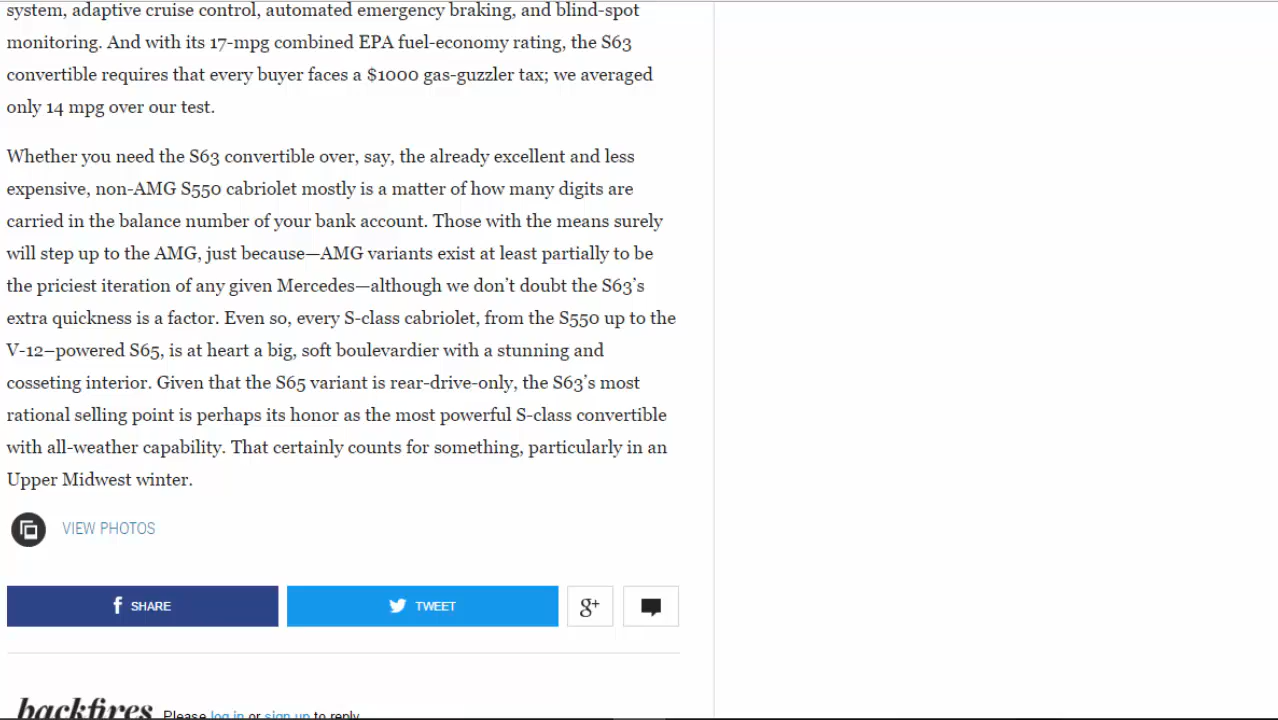 system, adaptive cruise control, automated emergency braking, and blind-spot
monitoring. And with its 17-mpg combined EPA fuel-economy rating, the S63
convertible requires that every buyer faces a $1000 gas-guzzler tax; we averaged
only 14 mpg over our test.
Whether you need the S63 convertible over, say, the already excellent and less
expensive, non-AMG S550 cabriolet mostly is a matter of how many digits are
carried in the balance number of your bank account. Those with the means surely
will step up to the AMG, just because—AMG variants exist at least partially to be
the priciest iteration of any given Mercedes—although we don’t doubt the S63’s
extra quickness is a factor. Even so, every S-class cabriolet, from the S550 up to the
V-12–powered S65, is at heart a big, soft boulevardier with a stunning and
cosseting interior. Given that the S65 variant is rear-drive-only, the S63’s most
rational selling point is perhaps its honor as the most powerful S-class convertible
with all-weather capability. That certainly counts for something, particularly in an
Upper Midwest winter.
VIEW PHOTOS
f SHARE
TWEET
g+
backfires Please log in or sign up to reply